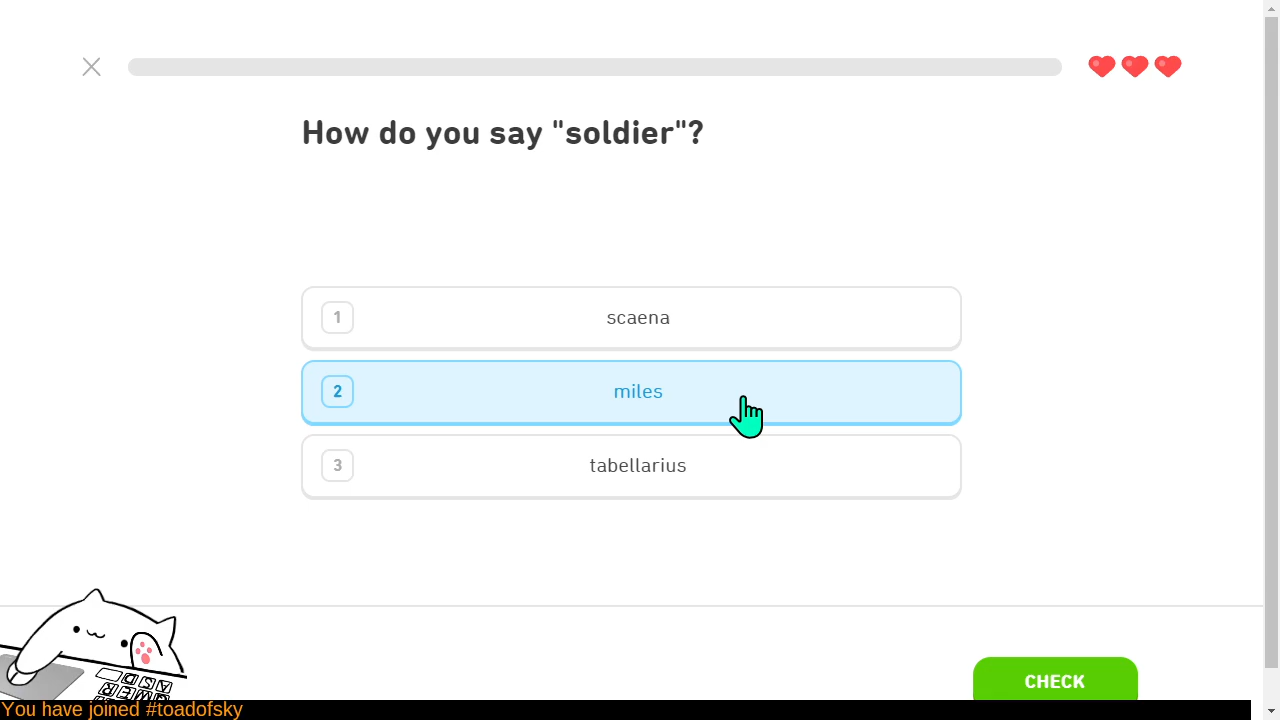 How do you say "soldier"?
1 scaena
2 miles
3 tabellarius
CHECK
You have joined #toadofsky